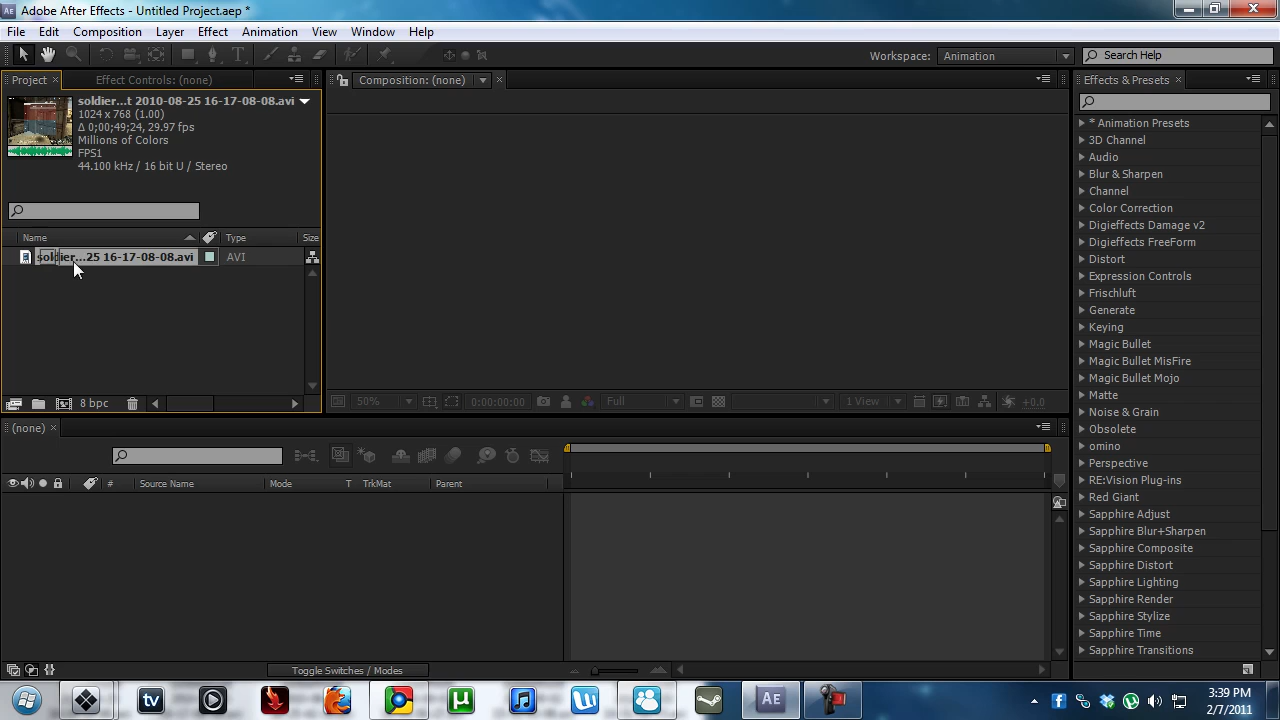 Adobe After Effects - Untitled Project.aep *
File Edit Composition Layer Effect Animation View Window Help
Workspace: Animation Search Help
Project × Effect Controls: (none)
Composition: (none) ×
Effects & Presets ×
soldier...t 2010-08-25 16-17-08-08.avi
1024 x 768 (1.00)
Δ 0;00;49;24, 29.97 fps
Millions of Colors
FPS1
44.100 kHz / 16 bit U / Stereo
Name Type Size
soldier...25 16-17-08-08.avi AVI
8 bpc
50% 0:00:00:00 Full 1 View +0.0
* Animation Presets
3D Channel
Audio
Blur & Sharpen
Channel
Color Correction
Digieffects Damage v2
Digieffects FreeForm
Distort
Expression Controls
Frischluft
Generate
Keying
Magic Bullet
Magic Bullet MisFire
Magic Bullet Mojo
Matte
Noise & Grain
Obsolete
omino
Perspective
RE:Vision Plug-ins
Red Giant
Sapphire Adjust
Sapphire Blur+Sharpen
Sapphire Composite
Sapphire Distort
Sapphire Lighting
Sapphire Render
Sapphire Stylize
Sapphire Time
Sapphire Transitions
(none) ×
# Source Name Mode T TrkMat Parent
Toggle Switches / Modes
tv
AE
3:39 PM
2/7/2011